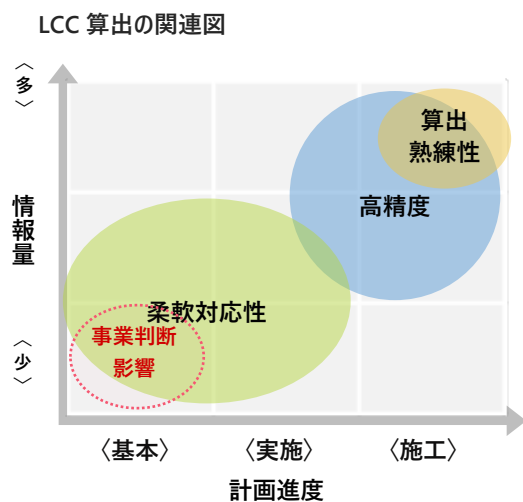 LCC 算出の関連図
〈多〉
情報量
〈少〉
算出
熟練性
高精度
柔軟対応性
事業判断
影響
〈基本〉 〈実施〉 〈施工〉
計画進度